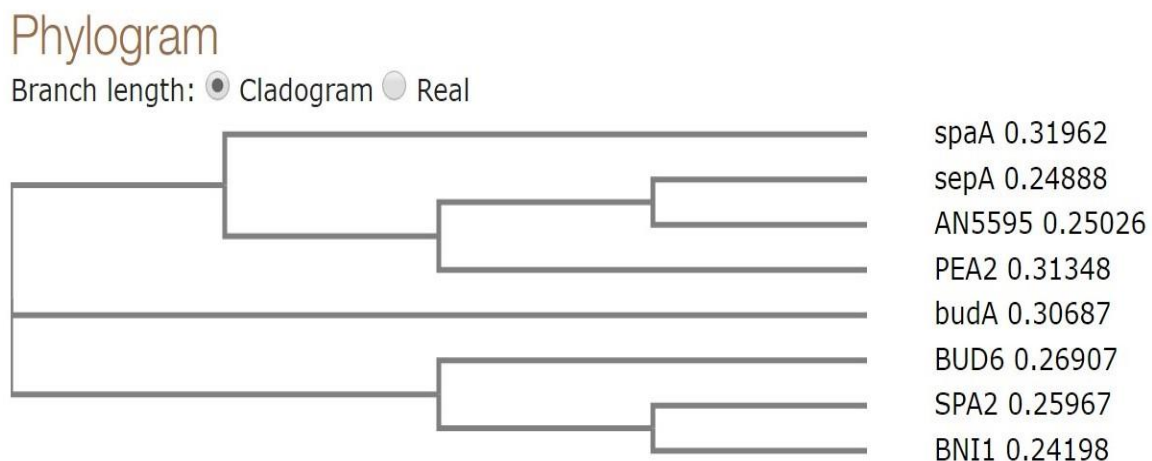 Phylogram
Branch length: Cladogram Real
spaA 0.31962
sepA 0.24888
AN5595 0.25026
PEA2 0.31348
budA 0.30687
BUD6 0.26907
SPA2 0.25967
BNI1 0.24198